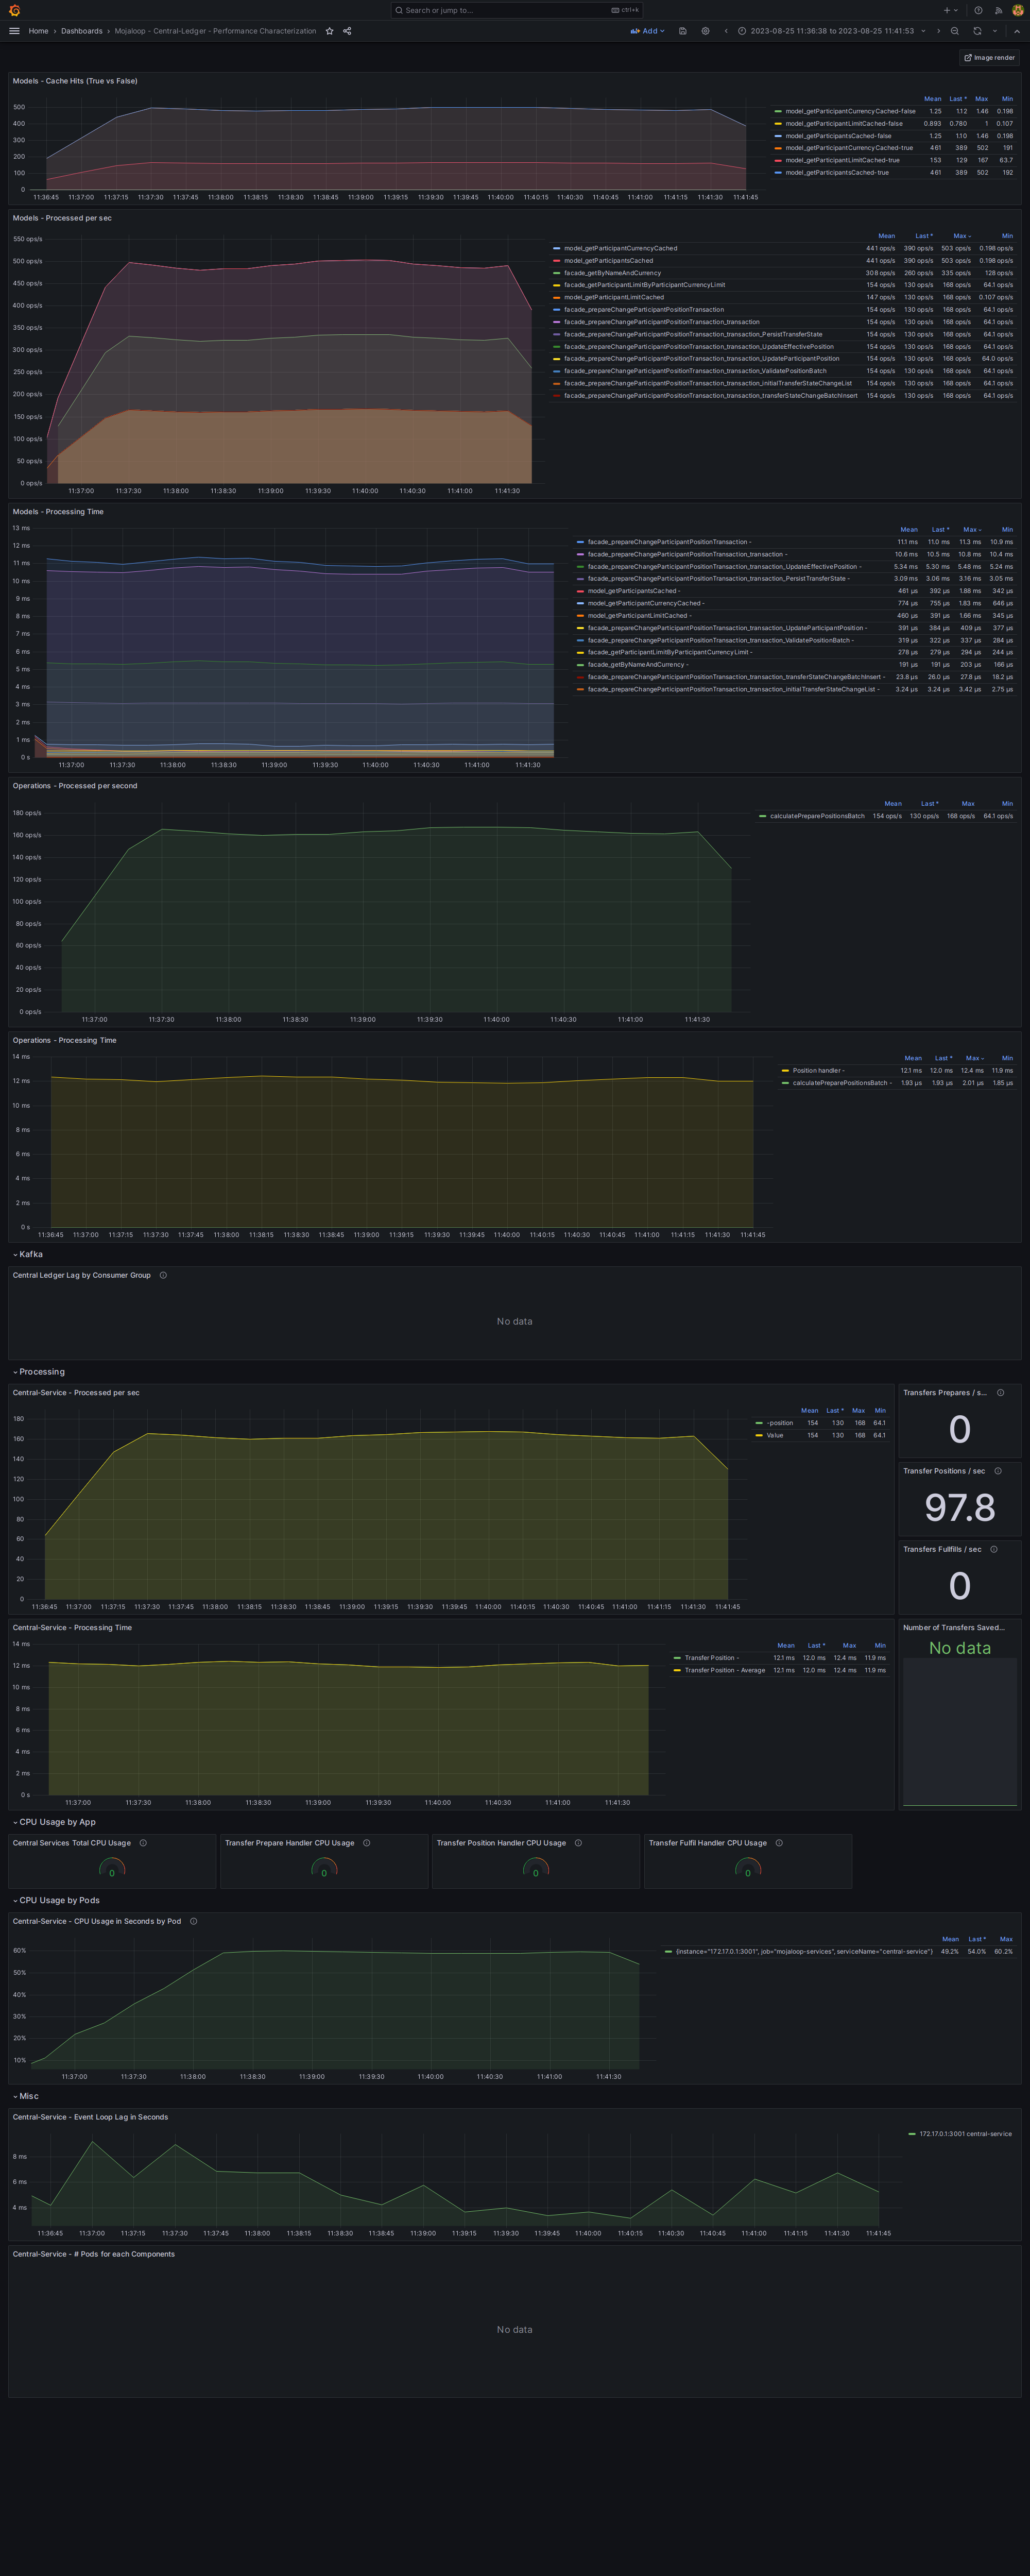 Search or jump to... ctrl+k
Home › Dashboards › Mojaloop - Central-Ledger - Performance Characterization Add 2023-08-25 11:36:38 to 2023-08-25 11:41:53
Image render
Models - Cache Hits (True vs False)
500
400
300
200
100
0
11:36:45 11:37:00 11:37:15 11:37:30 11:37:45 11:38:00 11:38:15 11:38:30 11:38:45 11:39:00 11:39:15 11:39:30 11:39:45 11:40:00 11:40:15 11:40:30 11:40:45 11:41:00 11:41:15 11:41:30 11:41:45
Mean Last * Max Min
model_getParticipantCurrencyCached-false 1.25 1.12 1.46 0.198
model_getParticipantLimitCached-false 0.893 0.780 1 0.107
model_getParticipantsCached-false 1.25 1.10 1.46 0.198
model_getParticipantCurrencyCached-true 461 389 502 191
model_getParticipantLimitCached-true 153 129 167 63.7
model_getParticipantsCached-true 461 389 502 192
Models - Processed per sec
550 ops/s
500 ops/s
450 ops/s
400 ops/s
350 ops/s
300 ops/s
250 ops/s
200 ops/s
150 ops/s
100 ops/s
50 ops/s
0 ops/s
11:37:00 11:37:30 11:38:00 11:38:30 11:39:00 11:39:30 11:40:00 11:40:30 11:41:00 11:41:30
Mean Last * Max Min
model_getParticipantCurrencyCached 441 ops/s 390 ops/s 503 ops/s 0.198 ops/s
model_getParticipantsCached 441 ops/s 390 ops/s 503 ops/s 0.198 ops/s
facade_getByNameAndCurrency 308 ops/s 260 ops/s 335 ops/s 128 ops/s
facade_getParticipantLimitByParticipantCurrencyLimit 154 ops/s 130 ops/s 168 ops/s 64.1 ops/s
model_getParticipantLimitCached 147 ops/s 130 ops/s 168 ops/s 0.107 ops/s
facade_prepareChangeParticipantPositionTransaction 154 ops/s 130 ops/s 168 ops/s 64.1 ops/s
facade_prepareChangeParticipantPositionTransaction_transaction 154 ops/s 130 ops/s 168 ops/s 64.1 ops/s
facade_prepareChangeParticipantPositionTransaction_transaction_PersistTransferState 154 ops/s 130 ops/s 168 ops/s 64.1 ops/s
facade_prepareChangeParticipantPositionTransaction_transaction_UpdateEffectivePosition 154 ops/s 130 ops/s 168 ops/s 64.1 ops/s
facade_prepareChangeParticipantPositionTransaction_transaction_UpdateParticipantPosition 154 ops/s 130 ops/s 168 ops/s 64.0 ops/s
facade_prepareChangeParticipantPositionTransaction_transaction_ValidatePositionBatch 154 ops/s 130 ops/s 168 ops/s 64.1 ops/s
facade_prepareChangeParticipantPositionTransaction_transaction_initialTransferStateChangeList 154 ops/s 130 ops/s 168 ops/s 64.1 ops/s
facade_prepareChangeParticipantPositionTransaction_transaction_transferStateChangeBatchInsert 154 ops/s 130 ops/s 168 ops/s 64.1 ops/s
Models - Processing Time
13 ms
12 ms
11 ms
10 ms
9 ms
8 ms
7 ms
6 ms
5 ms
4 ms
3 ms
2 ms
1 ms
0 s
11:37:00 11:37:30 11:38:00 11:38:30 11:39:00 11:39:30 11:40:00 11:40:30 11:41:00 11:41:30
Mean Last * Max Min
facade_prepareChangeParticipantPositionTransaction - 11.1 ms 11.0 ms 11.3 ms 10.9 ms
facade_prepareChangeParticipantPositionTransaction_transaction - 10.6 ms 10.5 ms 10.8 ms 10.4 ms
facade_prepareChangeParticipantPositionTransaction_transaction_UpdateEffectivePosition - 5.34 ms 5.30 ms 5.48 ms 5.24 ms
facade_prepareChangeParticipantPositionTransaction_transaction_PersistTransferState - 3.09 ms 3.06 ms 3.16 ms 3.05 ms
model_getParticipantsCached - 461 µs 392 µs 1.88 ms 342 µs
model_getParticipantCurrencyCached - 774 µs 755 µs 1.83 ms 646 µs
model_getParticipantLimitCached - 460 µs 391 µs 1.66 ms 345 µs
facade_prepareChangeParticipantPositionTransaction_transaction_UpdateParticipantPosition - 391 µs 384 µs 409 µs 377 µs
facade_prepareChangeParticipantPositionTransaction_transaction_ValidatePositionBatch - 319 µs 322 µs 337 µs 284 µs
facade_getParticipantLimitByParticipantCurrencyLimit - 278 µs 279 µs 294 µs 244 µs
facade_getByNameAndCurrency - 191 µs 191 µs 203 µs 166 µs
facade_prepareChangeParticipantPositionTransaction_transaction_transferStateChangeBatchInsert - 23.8 µs 26.0 µs 27.8 µs 18.2 µs
facade_prepareChangeParticipantPositionTransaction_transaction_initialTransferStateChangeList - 3.24 µs 3.24 µs 3.42 µs 2.75 µs
Operations - Processed per second
180 ops/s
160 ops/s
140 ops/s
120 ops/s
100 ops/s
80 ops/s
60 ops/s
40 ops/s
20 ops/s
0 ops/s
11:37:00 11:37:30 11:38:00 11:38:30 11:39:00 11:39:30 11:40:00 11:40:30 11:41:00 11:41:30
Mean Last * Max Min
calculatePreparePositionsBatch 154 ops/s 130 ops/s 168 ops/s 64.1 ops/s
Operations - Processing Time
14 ms
12 ms
10 ms
8 ms
6 ms
4 ms
2 ms
0 s
11:36:45 11:37:00 11:37:15 11:37:30 11:37:45 11:38:00 11:38:15 11:38:30 11:38:45 11:39:00 11:39:15 11:39:30 11:39:45 11:40:00 11:40:15 11:40:30 11:40:45 11:41:00 11:41:15 11:41:30 11:41:45
Mean Last * Max Min
Position handler - 12.1 ms 12.0 ms 12.4 ms 11.9 ms
calculatePreparePositionsBatch - 1.93 µs 1.93 µs 2.01 µs 1.85 µs
Kafka
Central Ledger Lag by Consumer Group
No data
Processing
Central-Service - Processed per sec
180
160
140
120
100
80
60
40
20
0
11:36:45 11:37:00 11:37:15 11:37:30 11:37:45 11:38:00 11:38:15 11:38:30 11:38:45 11:39:00 11:39:15 11:39:30 11:39:45 11:40:00 11:40:15 11:40:30 11:40:45 11:41:00 11:41:15 11:41:30 11:41:45
Mean Last * Max Min
-position 154 130 168 64.1
Value 154 130 168 64.1
Transfers Prepares / s...
0
Transfer Positions / sec
97.8
Transfers Fullfills / sec
0
Central-Service - Processing Time
14 ms
12 ms
10 ms
8 ms
6 ms
4 ms
2 ms
0 s
11:37:00 11:37:30 11:38:00 11:38:30 11:39:00 11:39:30 11:40:00 11:40:30 11:41:00 11:41:30
Mean Last * Max Min
Transfer Position - 12.1 ms 12.0 ms 12.4 ms 11.9 ms
Transfer Position - Average 12.1 ms 12.0 ms 12.4 ms 11.9 ms
Number of Transfers Saved...
No data
CPU Usage by App
Central Services Total CPU Usage
0
Transfer Prepare Handler CPU Usage
0
Transfer Position Handler CPU Usage
0
Transfer Fulfil Handler CPU Usage
0
CPU Usage by Pods
Central-Service - CPU Usage in Seconds by Pod
60%
50%
40%
30%
20%
10%
11:37:00 11:37:30 11:38:00 11:38:30 11:39:00 11:39:30 11:40:00 11:40:30 11:41:00 11:41:30
Mean Last * Max
{instance="172.17.0.1:3001", job="mojaloop-services", serviceName="central-service"} 49.2% 54.0% 60.2%
Misc
Central-Service - Event Loop Lag in Seconds
8 ms
6 ms
4 ms
11:36:45 11:37:00 11:37:15 11:37:30 11:37:45 11:38:00 11:38:15 11:38:30 11:38:45 11:39:00 11:39:15 11:39:30 11:39:45 11:40:00 11:40:15 11:40:30 11:40:45 11:41:00 11:41:15 11:41:30 11:41:45
172.17.0.1:3001 central-service
Central-Service - # Pods for each Components
No data